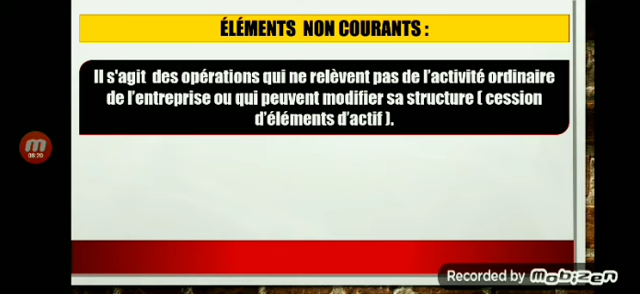 ÉLÉMENTS NON COURANTS :
Il s'agit des opérations qui ne relèvent pas de l'activité ordinaire
de l'entreprise ou qui peuvent modifier sa structure ( cession
d'éléments d'actif ).
m
08:20
Recorded by Mobizen